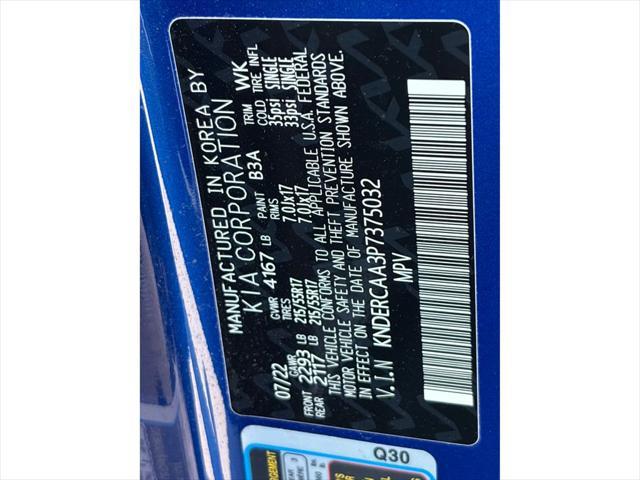 MANUFACTURED IN KOREA BY
KIA CORPORATION
07/22 GVWR 4167 LB PAINT B3A TRIM WK
GAWR TIRES RIMS COLD TIRE INFL
FRONT 2293 LB 215/55R17 7.0Jx17 35psi SINGLE
REAR 2117 LB 215/55R17 7.0Jx17 33psi SINGLE
THIS VEHICLE CONFORMS TO ALL APPLICABLE U.S.A. FEDERAL
MOTOR VEHICLE SAFETY AND THEFT PREVENTION STANDARDS
IN EFFECT ON THE DATE OF MANUFACTURE SHOWN ABOVE.
V.I.N KNDERCAA3P7375032
MPV
Q30